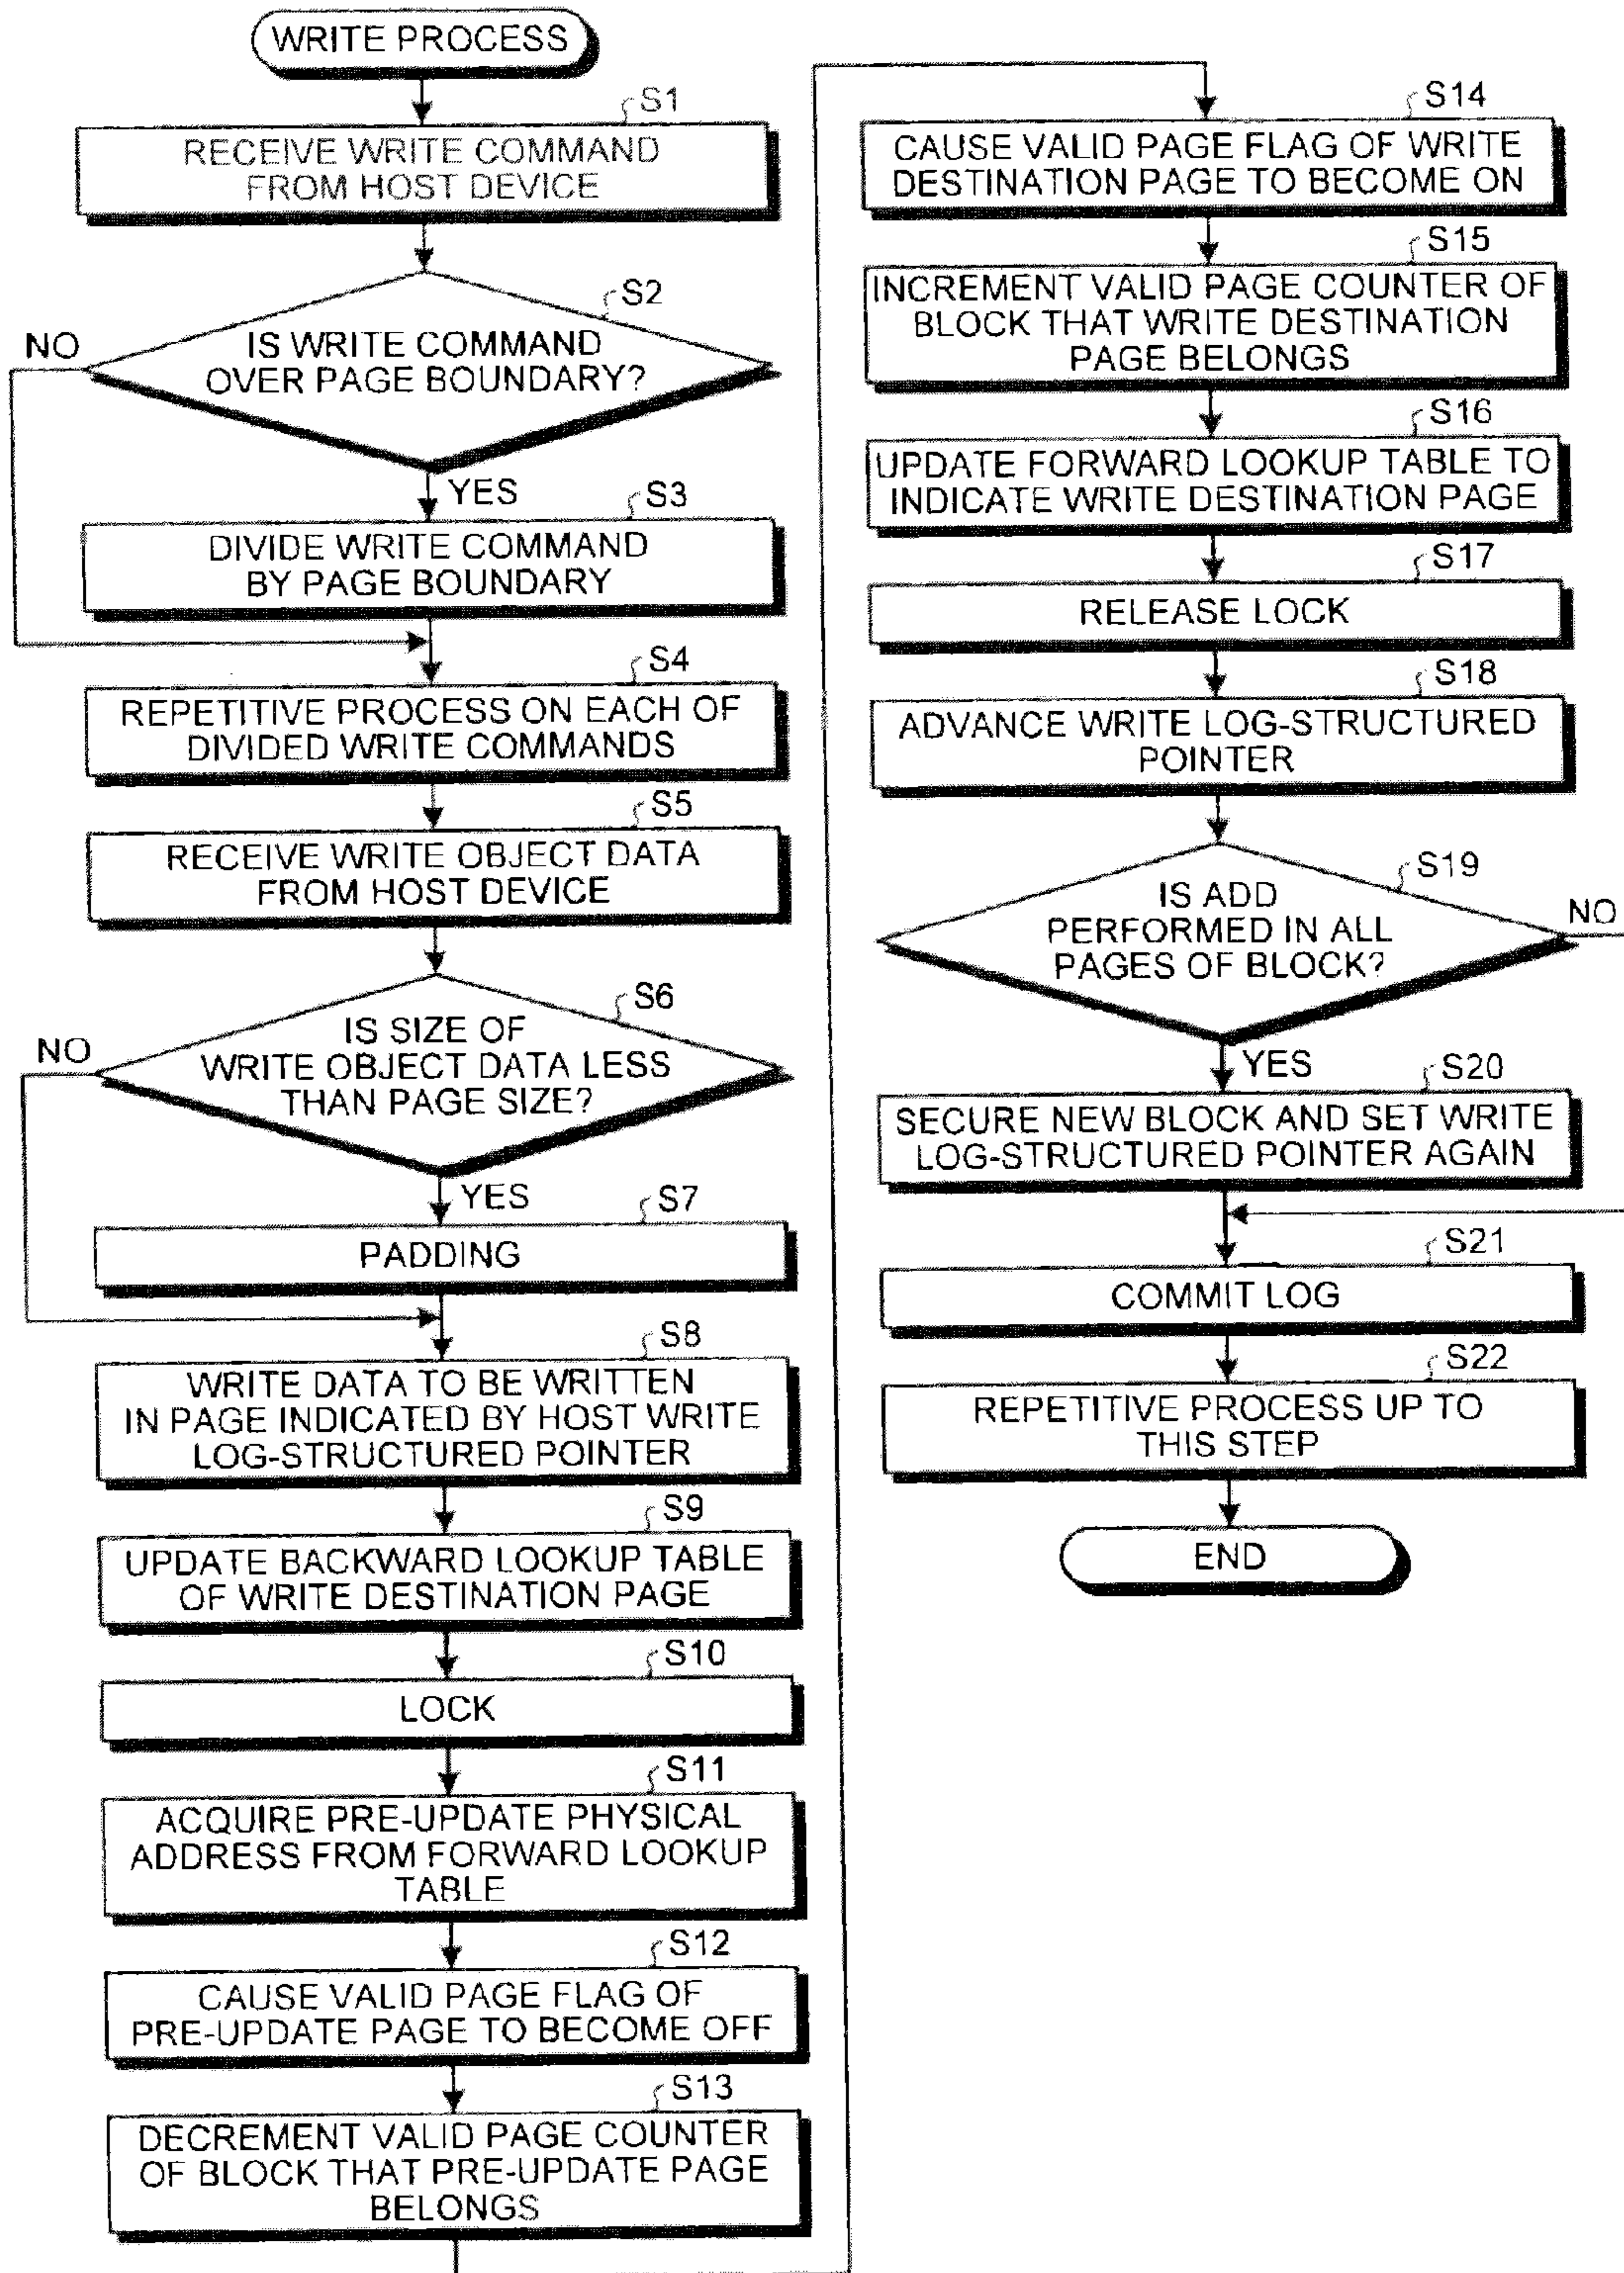 WRITE PROCESS
S1
RECEIVE WRITE COMMAND
FROM HOST DEVICE
S2
NO
IS WRITE COMMAND
OVER PAGE BOUNDARY?
YES
S3
DIVIDE WRITE COMMAND
BY PAGE BOUNDARY
S4
REPETITIVE PROCESS ON EACH OF
DIVIDED WRITE COMMANDS
S5
RECEIVE WRITE OBJECT DATA
FROM HOST DEVICE
S6
NO
IS SIZE OF
WRITE OBJECT DATA LESS
THAN PAGE SIZE?
YES
S7
PADDING
S8
WRITE DATA TO BE WRITTEN
IN PAGE INDICATED BY HOST WRITE
LOG-STRUCTURED POINTER
S9
UPDATE BACKWARD LOOKUP TABLE
OF WRITE DESTINATION PAGE
S10
LOCK
S11
ACQUIRE PRE-UPDATE PHYSICAL
ADDRESS FROM FORWARD LOOKUP
TABLE
S12
CAUSE VALID PAGE FLAG OF
PRE-UPDATE PAGE TO BECOME OFF
S13
DECREMENT VALID PAGE COUNTER
OF BLOCK THAT PRE-UPDATE PAGE
BELONGS
S14
CAUSE VALID PAGE FLAG OF WRITE
DESTINATION PAGE TO BECOME ON
S15
INCREMENT VALID PAGE COUNTER OF
BLOCK THAT WRITE DESTINATION
PAGE BELONGS
S16
UPDATE FORWARD LOOKUP TABLE TO
INDICATE WRITE DESTINATION PAGE
S17
RELEASE LOCK
S18
ADVANCE WRITE LOG-STRUCTURED
POINTER
S19
IS ADD
PERFORMED IN ALL
PAGES OF BLOCK?
NO
YES
S20
SECURE NEW BLOCK AND SET WRITE
LOG-STRUCTURED POINTER AGAIN
S21
COMMIT LOG
S22
REPETITIVE PROCESS UP TO
THIS STEP
END